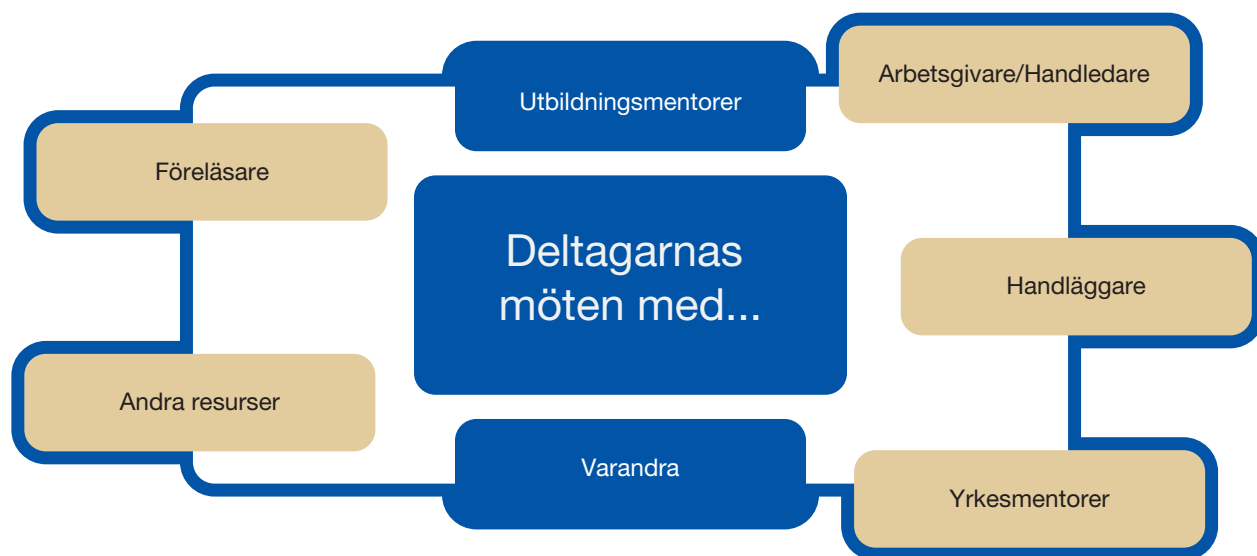 Utbildningsmentorer
Arbetsgivare/Handledare
Föreläsare
Deltagarnas
möten med...
Handläggare
Andra resurser
Varandra
Yrkesmentorer